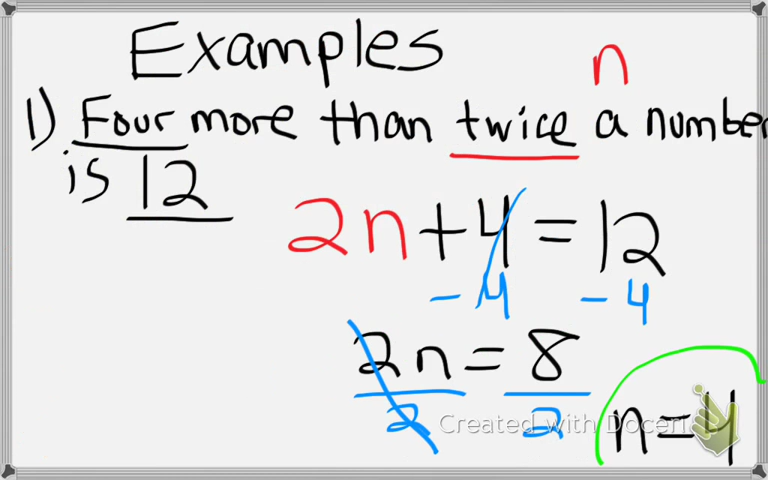 Examples
n
1) Four more than twice a number
is 12
2n + 4 = 12
- 4 - 4
2n = 8
2 2
n = 4
Created with Doceri